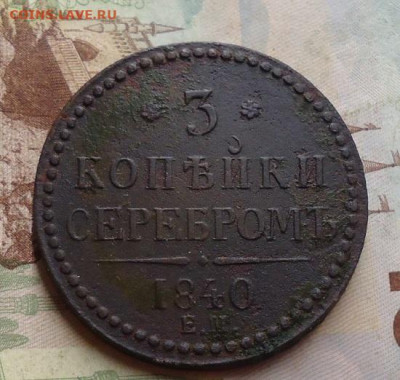 COINS.LAVE.RU
3
КОПѢЙКИ
СЕРЕБРОМЪ
1840
Е.М.